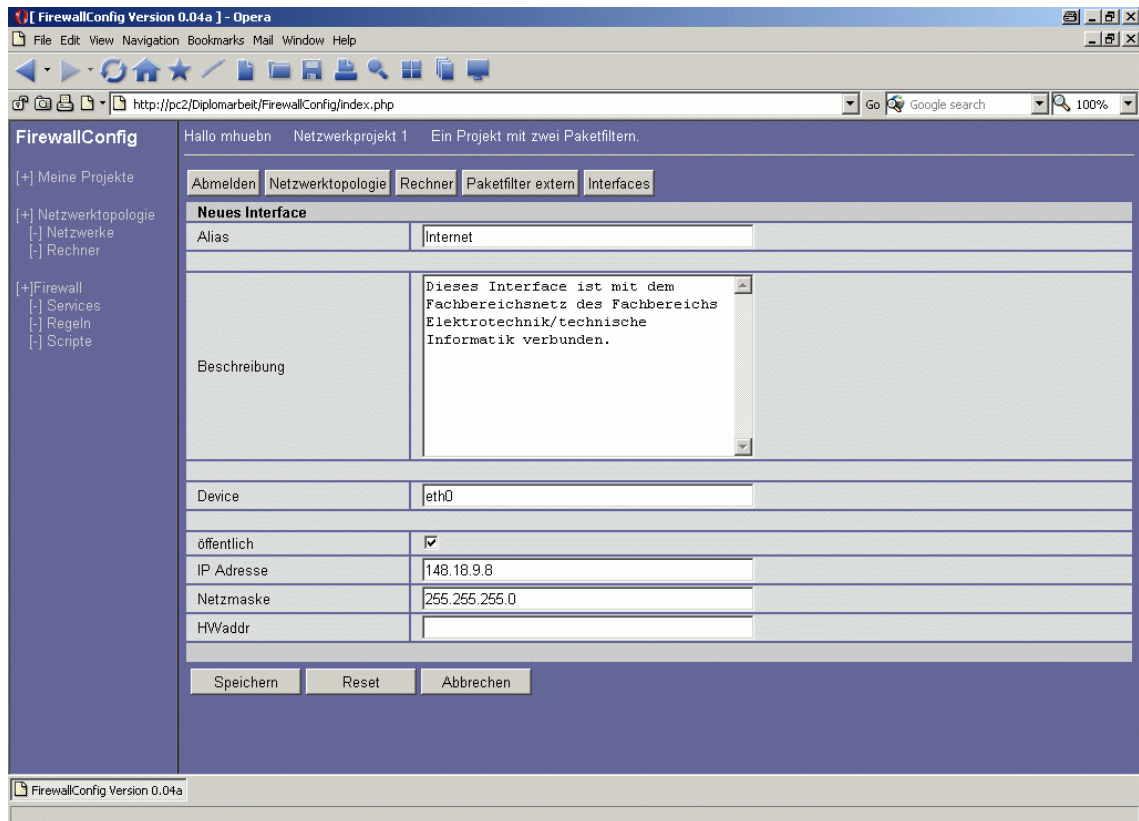 [ FirewallConfig Version 0.04a ] - Opera
File Edit View Navigation Bookmarks Mail Window Help
http://pc2/Diplomarbeit/FirewallConfig/index.php Go Google search 100%
FirewallConfig
[+] Meine Projekte
[+] Netzwerktopologie
[-] Netzwerke
[-] Rechner
[+]Firewall
[-] Services
[-] Regeln
[-] Scripte
Hallo mhuebn Netzwerkprojekt 1 Ein Projekt mit zwei Paketfiltern.
Abmelden Netzwerktopologie Rechner Paketfilter extern Interfaces
Neues Interface
Alias Internet
Beschreibung
Dieses Interface ist mit dem
Fachbereichsnetz des Fachbereichs
Elektrotechnik/technische
Informatik verbunden.
Device eth0
öffentlich
IP Adresse 148.18.9.8
Netzmaske 255.255.255.0
HWaddr
Speichern Reset Abbrechen
FirewallConfig Version 0.04a